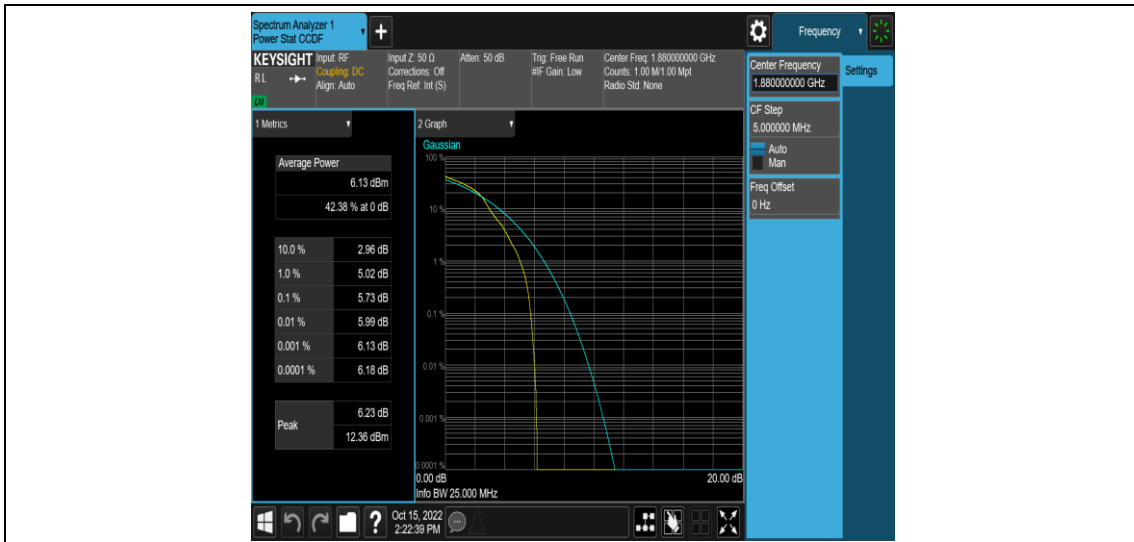 Spectrum Analyzer 1
Power Stat CCDF
+
Frequency
KEYSIGHT
RL
LXI
Input: RF
Coupling: DC
Align: Auto
Input Z: 50 Ω
Corrections: Off
Freq Ref: Int (S)
Atten: 50 dB
Trig: Free Run
#IF Gain: Low
Center Freq: 1.880000000 GHz
Counts: 1.00 M/1.00 Mpt
Radio Std: None
Center Frequency
1.880000000 GHz
Settings
CF Step
5.000000 MHz
Auto
Man
Freq Offset
0 Hz
1 Metrics
Average Power
6.13 dBm
42.38 % at 0 dB
10.0 % 2.96 dB
1.0 % 5.02 dB
0.1 % 5.73 dB
0.01 % 5.99 dB
0.001 % 6.13 dB
0.0001 % 6.18 dB
Peak
6.23 dB
12.36 dBm
2 Graph
Gaussian
100 %
10 %
1 %
0.1 %
0.01 %
0.001 %
0.0001 %
0.00 dB 20.00 dB
Info BW 25.000 MHz
?
Oct 15, 2022
2:22:39 PM